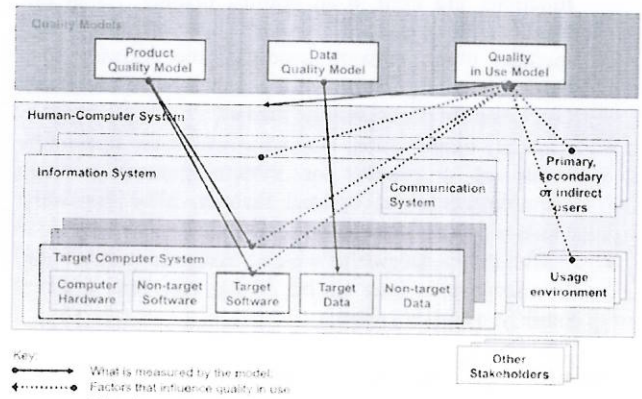 Quality Models
Product
Quality Model
Data
Quality Model
Quality
in Use Model
Human-Computer System
Information System
Communication
System
Primary,
secondary
or indirect
users
Target Computer System
Computer
Hardware
Non-target
Software
Target
Software
Target
Data
Non-target
Data
Usage
environment
Key:
What is measured by the model.
Factors that influence quality in use
Other
Stakeholders